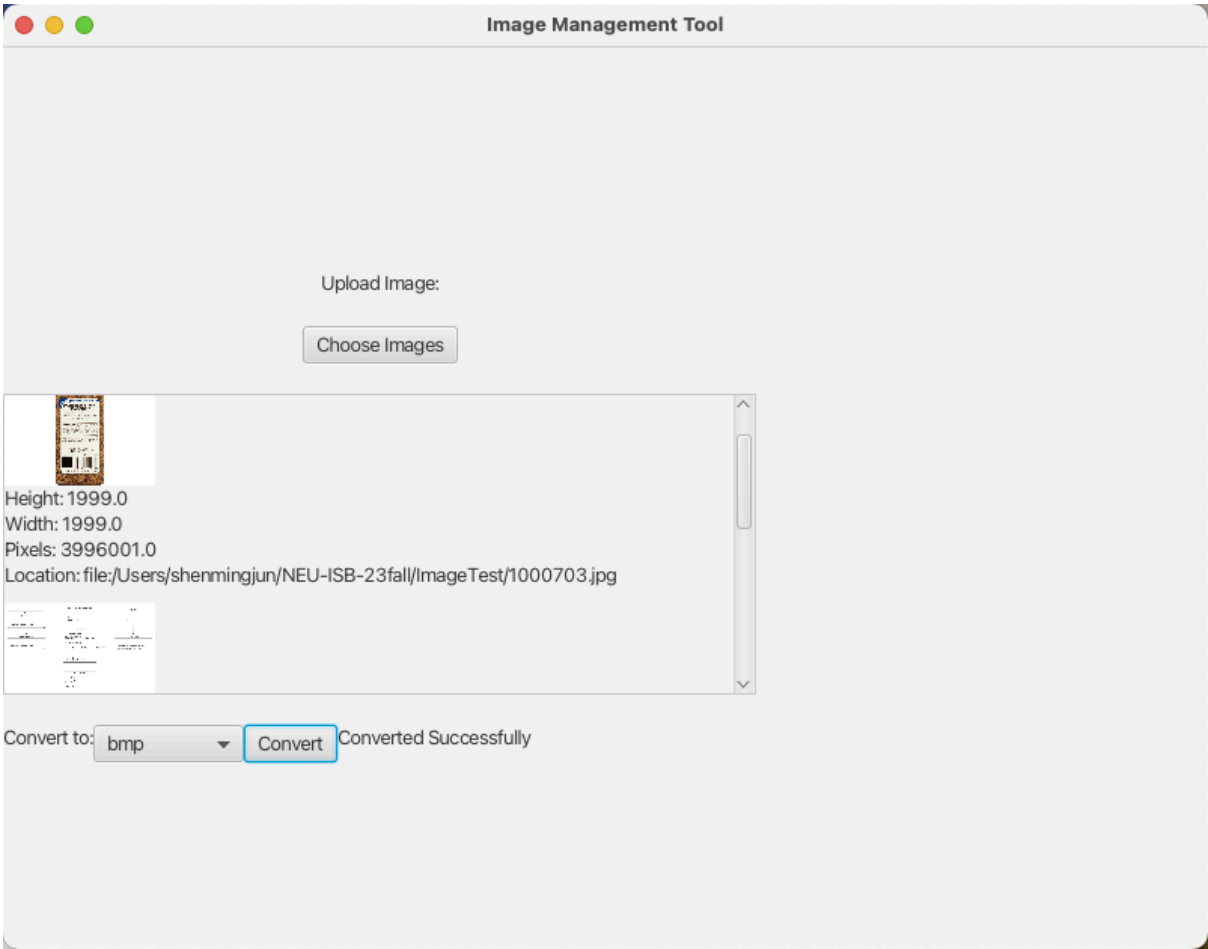 Image Management Tool
Upload Image:
Choose Images
Height: 1999.0
Width: 1999.0
Pixels: 3996001.0
Location: file:/Users/shenmingjun/NEU-ISB-23fall/ImageTest/1000703.jpg
Convert to: bmp Convert Converted Successfully